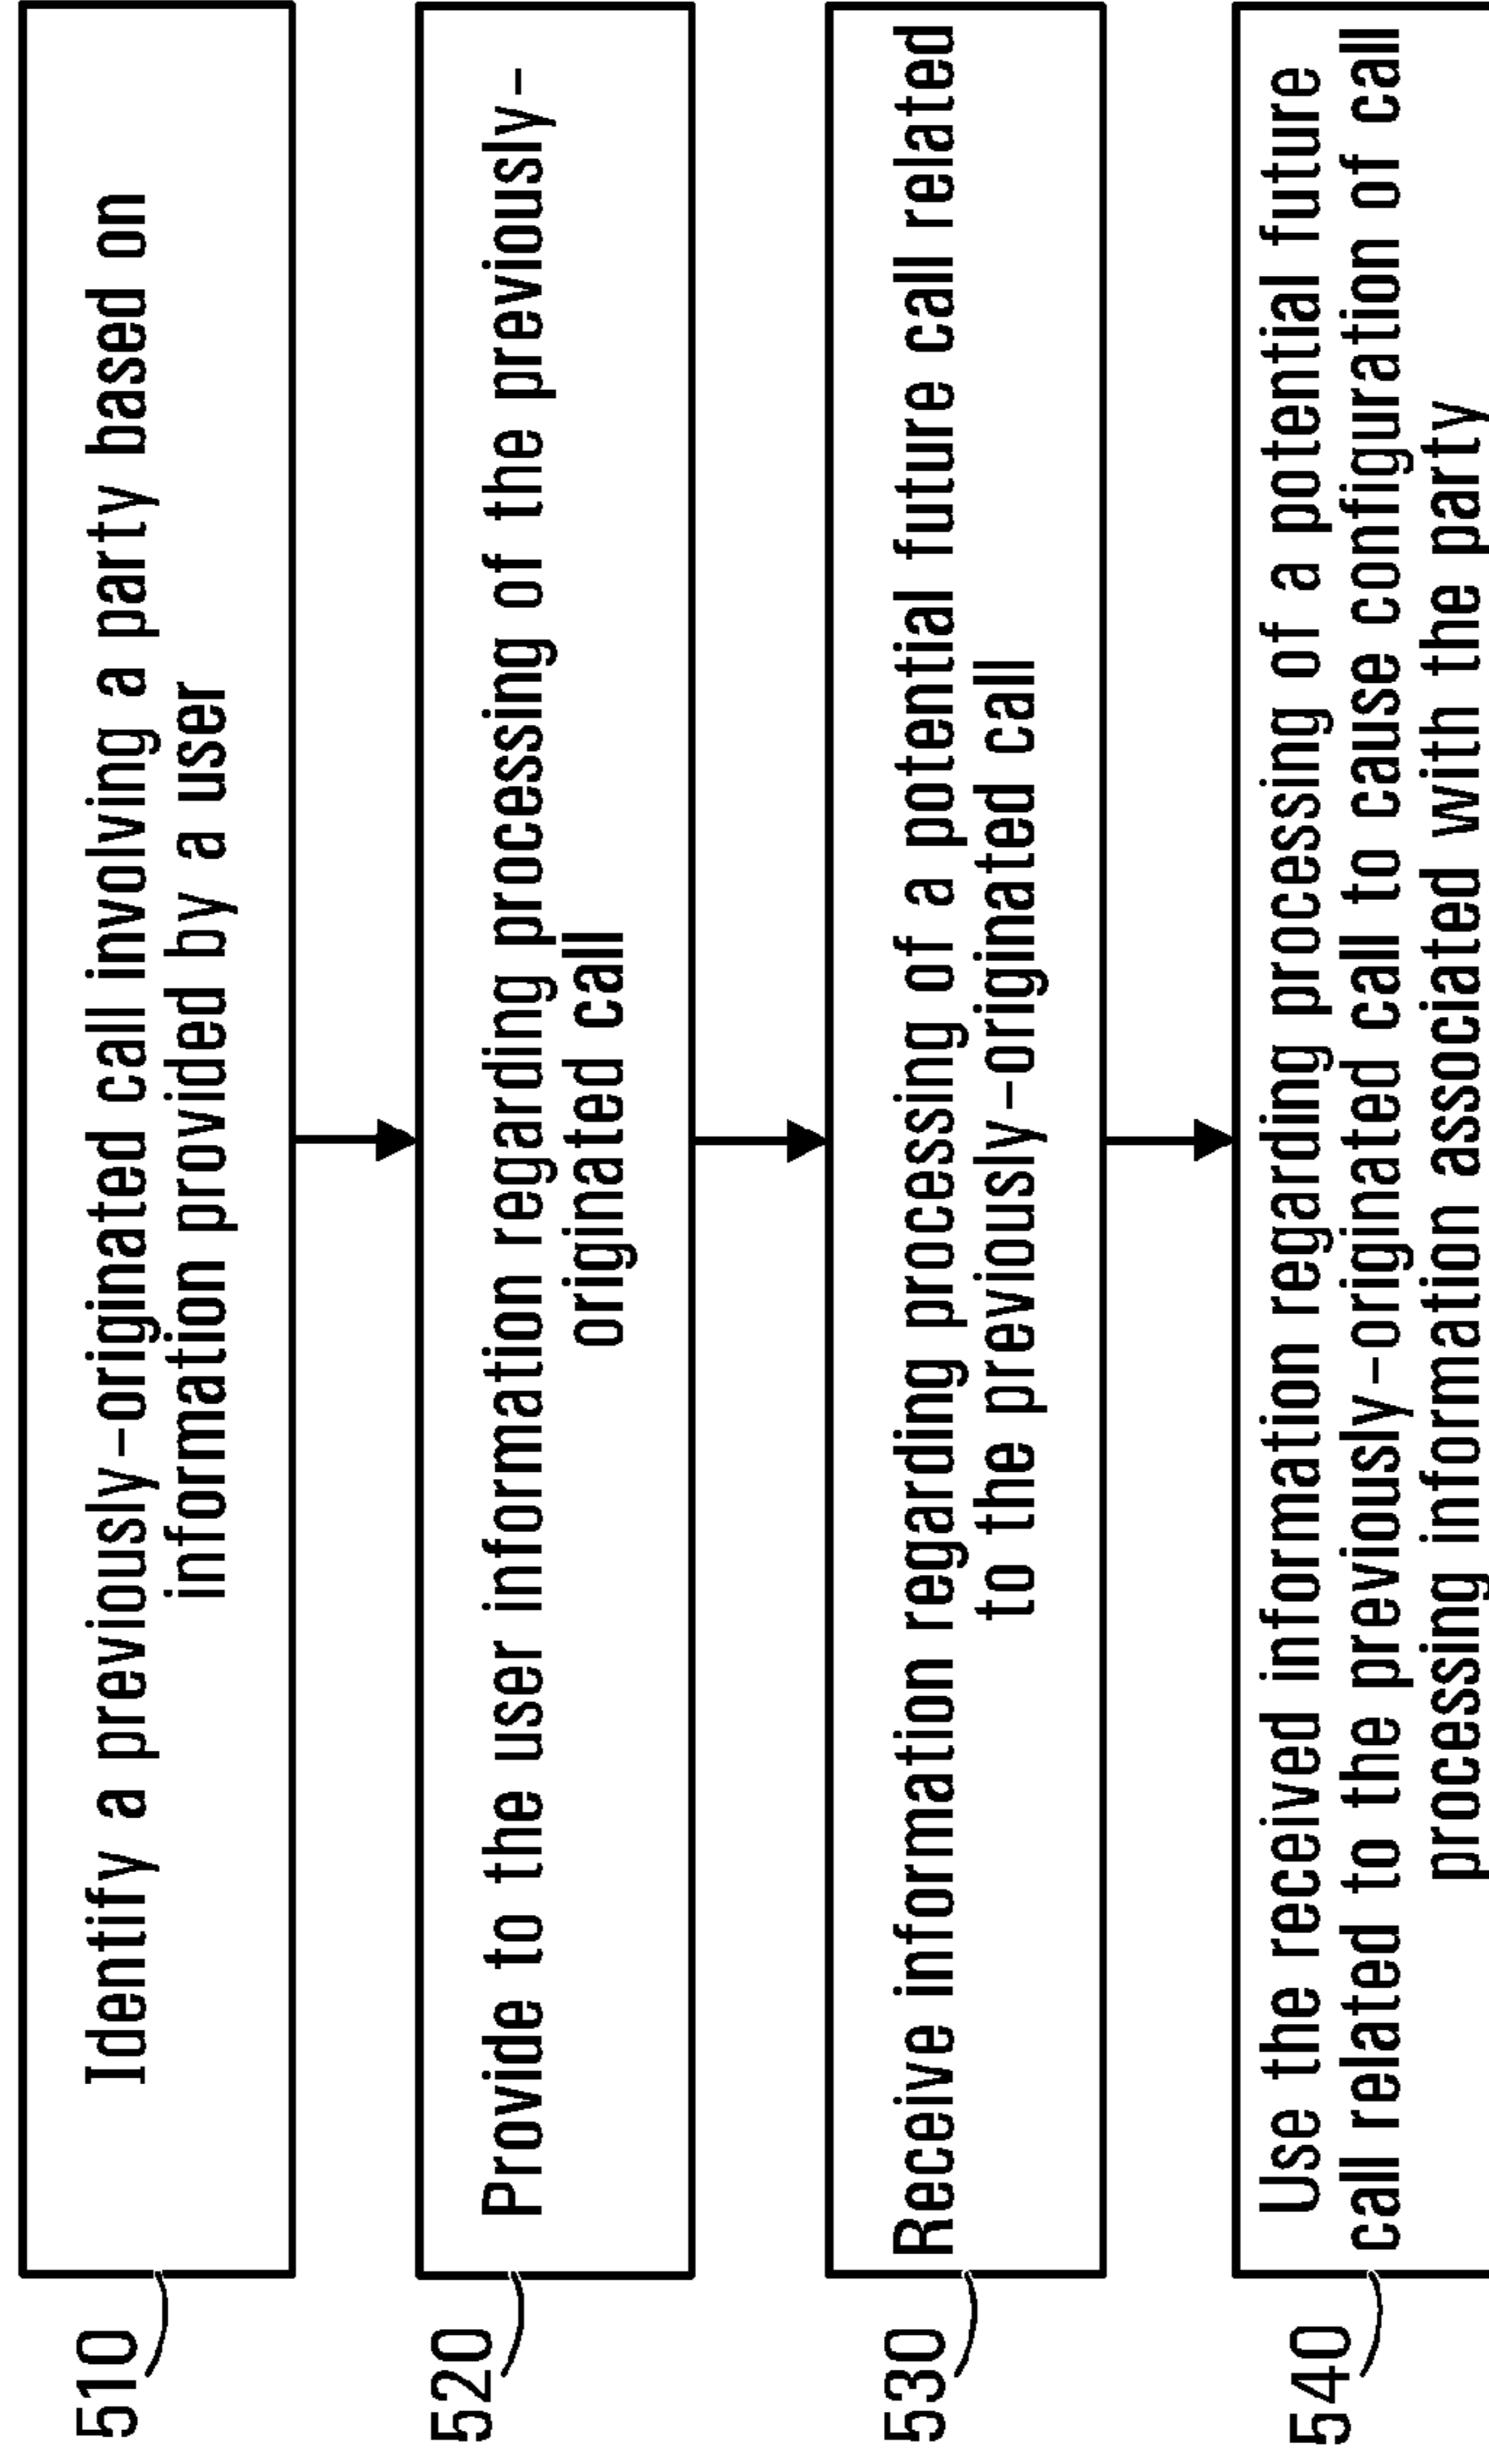 510
Identify a previously-originated call involving a party based on
information provided by a user
520
Provide to the user information regarding processing of the previously-
originated call
530
Receive information regarding processing of a potential future call related
to the previously-originated call
540
Use the received information regarding processing of a potential future
call related to the previously-originated call to cause configuration of call
processing information associated with the party